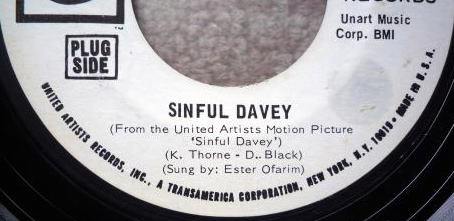 RECORDS
Unart Music
Corp. BMI
PLUG
SIDE
SINFUL DAVEY
(From the United Artists Motion Picture
'Sinful Davey')
(K. Thorne - D. Black)
(Sung by: Ester Ofarim)
UNITED ARTISTS RECORDS, INC., A TRANSAMERICA CORPORATION, NEW YORK, N.Y. 10019 • MADE IN U.S.A.